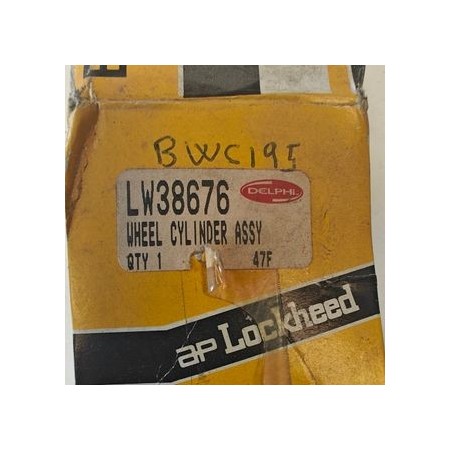 BWC195
LW38676
DELPHI
WHEEL CYLINDER ASSY
QTY 1 47F
AP Lockheed